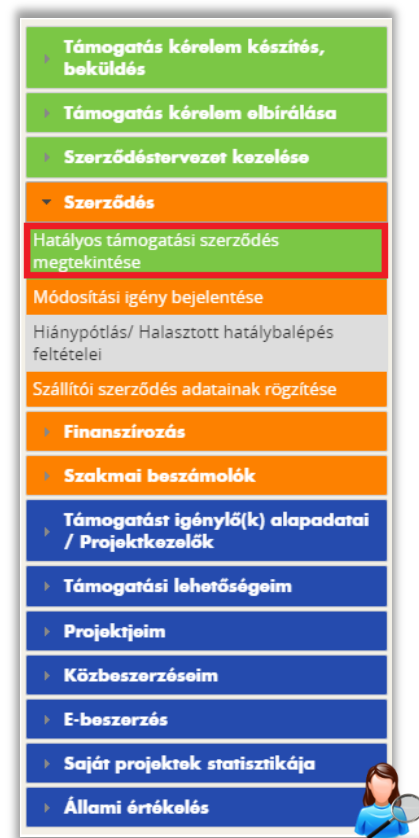 Támogatás kérelem készítés,
beküldés
Támogatás kérelem elbírálása
Szerződéstervezet kezelése
Szerződés
Hatályos támogatási szerződés
megtekintése
Módosítási igény bejelentése
Hiánypótlás/ Halasztott hatálybalépés
feltételei
Szállítói szerződés adatainak rögzítése
Finanszírozás
Szakmai beszámolók
Támogatást igénylő(k) alapadatai
/ Projektkezelők
Támogatási lehetőségeim
Projektjeim
Közbeszerzéseim
E-beszerzés
Saját projektek statisztikája
Állami értékelés